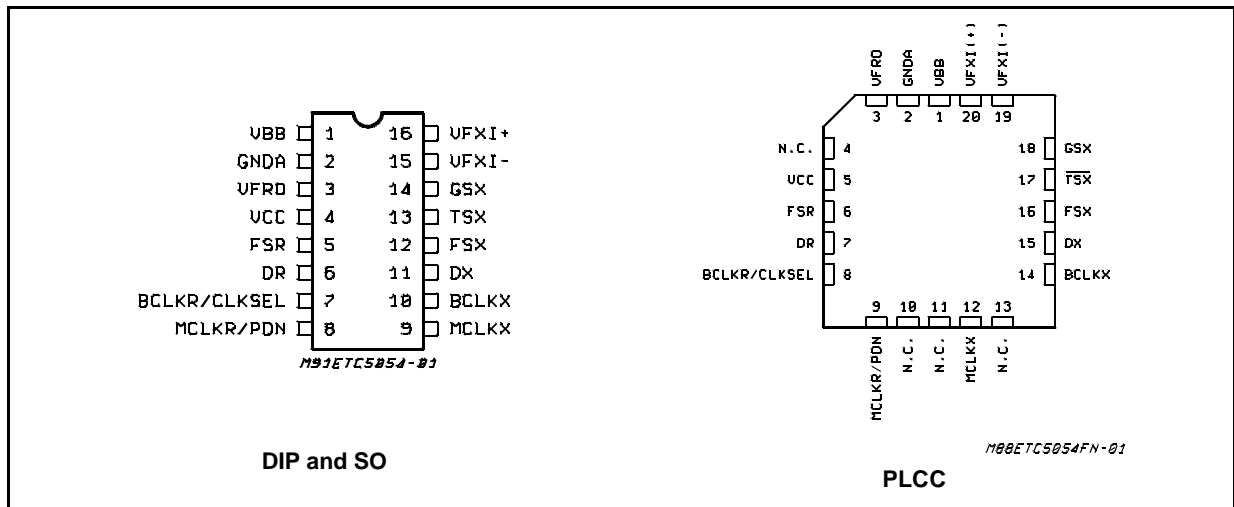 VBB 1 16 VFXI+
GNDA 2 15 VFXI-
VFRO 3 14 GSX
VCC 4 13 TSX
FSR 5 12 FSX
DR 6 11 DX
BCLKR/CLKSEL 7 10 BCLKX
MCLKR/PDN 8 9 MCLKX
M91ETC5054-01
DIP and SO
VFRO GNDA VBB VFXI(+) VFXI(-)
3 2 1 20 19
N.C. 4 18 GSX
VCC 5 17 TSX
FSR 6 16 FSX
DR 7 15 DX
BCLKR/CLKSEL 8 14 BCLKX
9 10 11 12 13
MCLKR/PDN N.C. N.C. MCLKX N.C.
M88ETC5054FN-01
PLCC